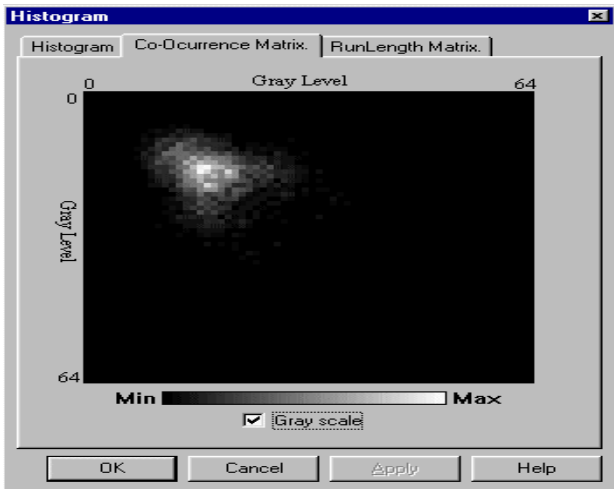 Histogram
Histogram Co-Ocurrence Matrix. RunLength Matrix.
0 Gray Level 64
0
Gray Level
64
Min Max
Gray scale
OK Cancel Apply Help